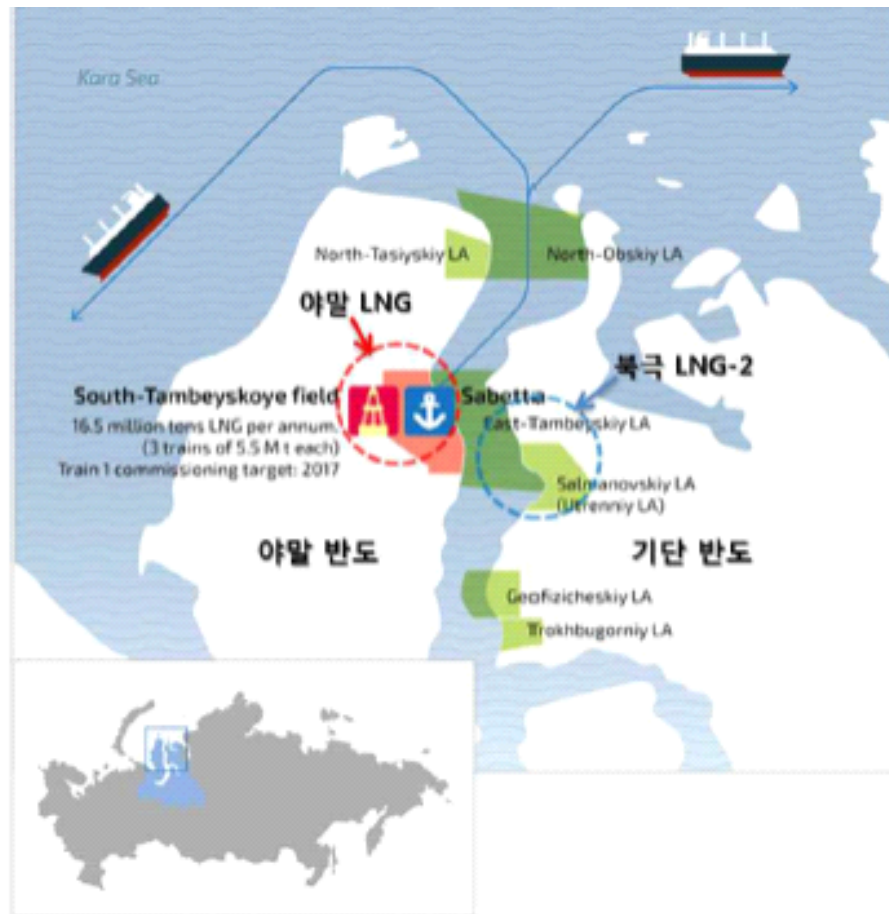 Kara Sea
North-Tasiyskiy LA
North-Obskiy LA
야말 LNG
북극 LNG-2
South-Tambeyskoye field
Sabetta
16.5 million tons LNG per annum.
(3 trains of 5.5 M t each)
Train 1 commissioning target: 2017
East-Tambeyskiy LA
Salmanovskiy LA
(Utrenniy LA)
야말 반도
기단 반도
Geofizicheskiy LA
Trokhbugorniy LA